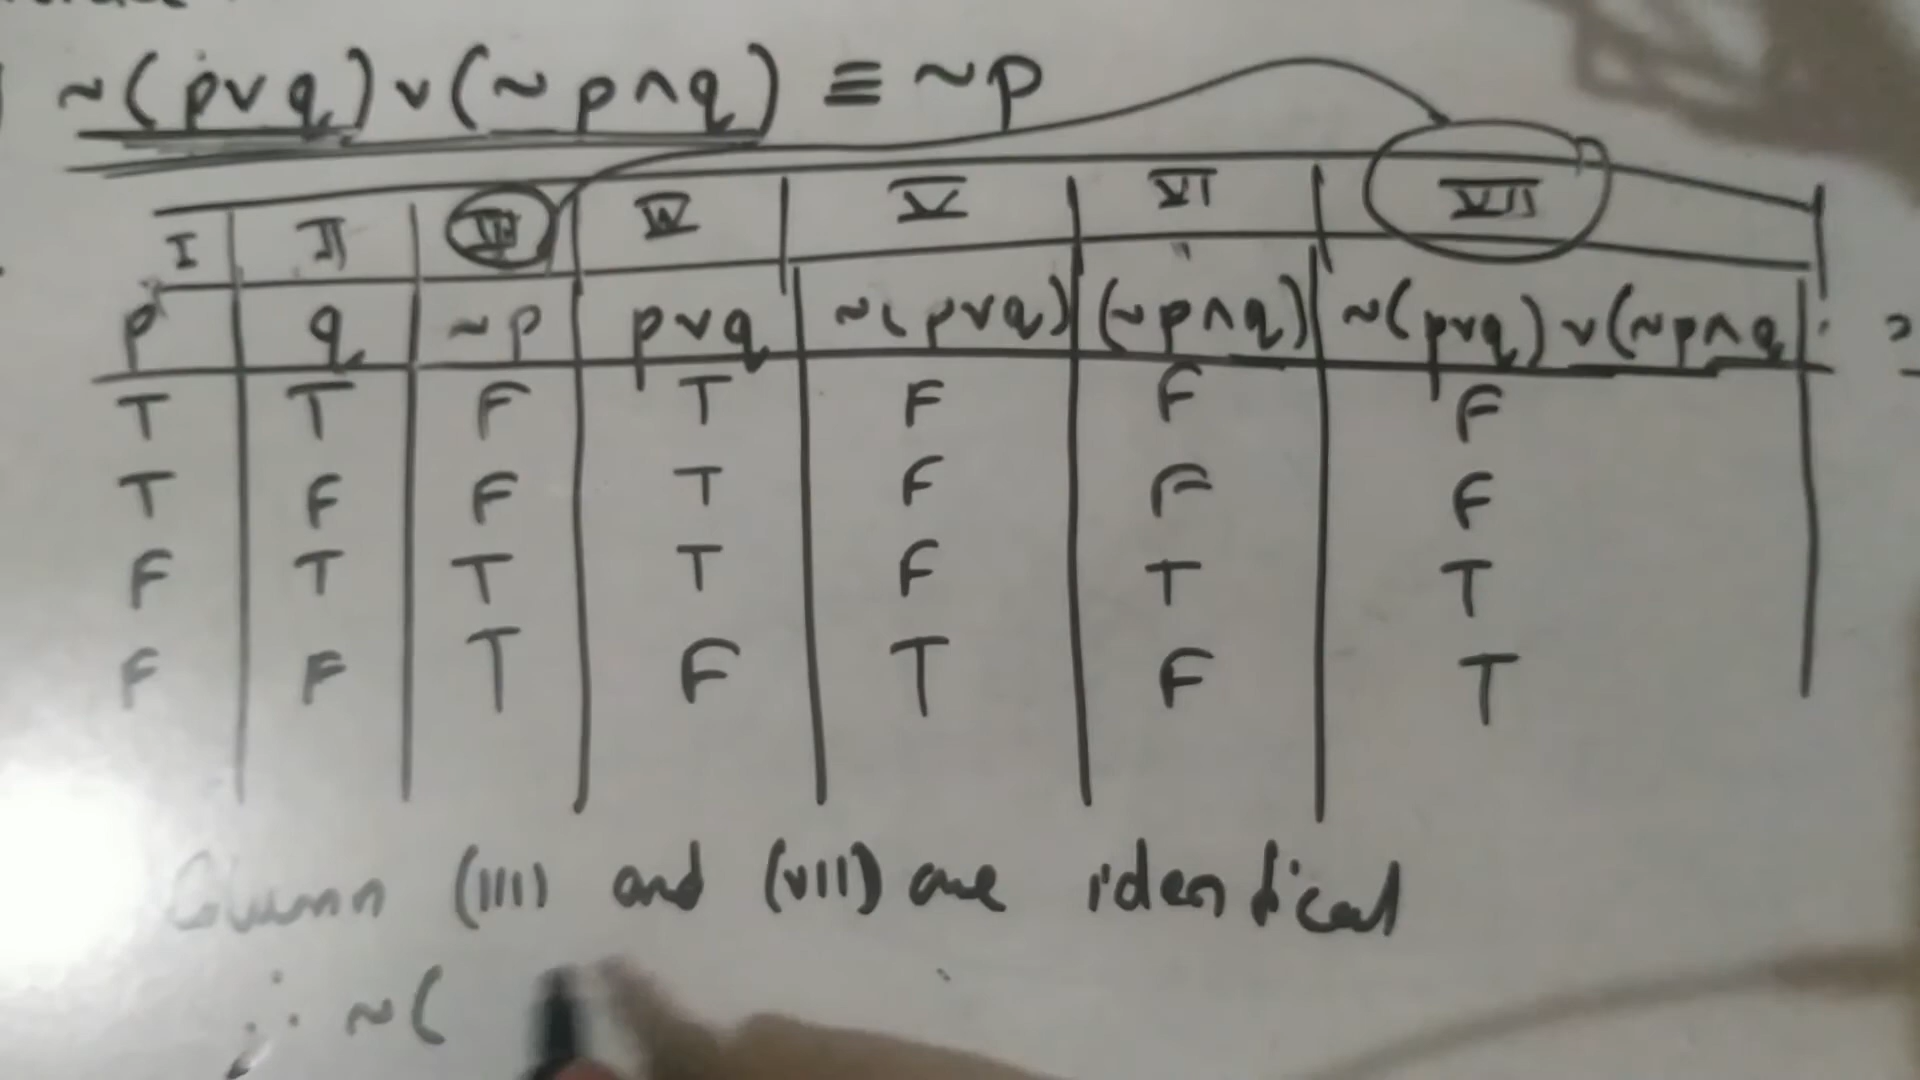 ~(p∨q)∨(~p∧q) ≡ ~p
I II III IV V VI VII
p q ~p p∨q ~(p∨q) (~p∧q) ~(p∨q)∨(~p∧q
T T F T F F F
T F F T F F F
F T T T F T T
F F T F T F T
Column (III) and (VII) are identical
∴ ~(